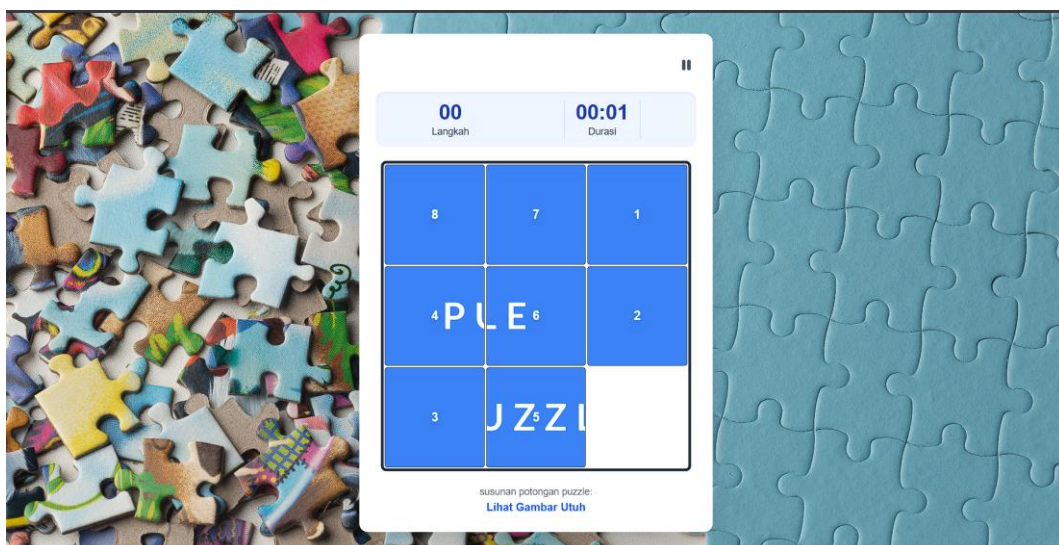 00 00:01
Langkah Durasi
8 7 1
4 P L E 6 2
3 U Z 5 Z L
susunan potongan puzzle:
Lihat Gambar Utuh